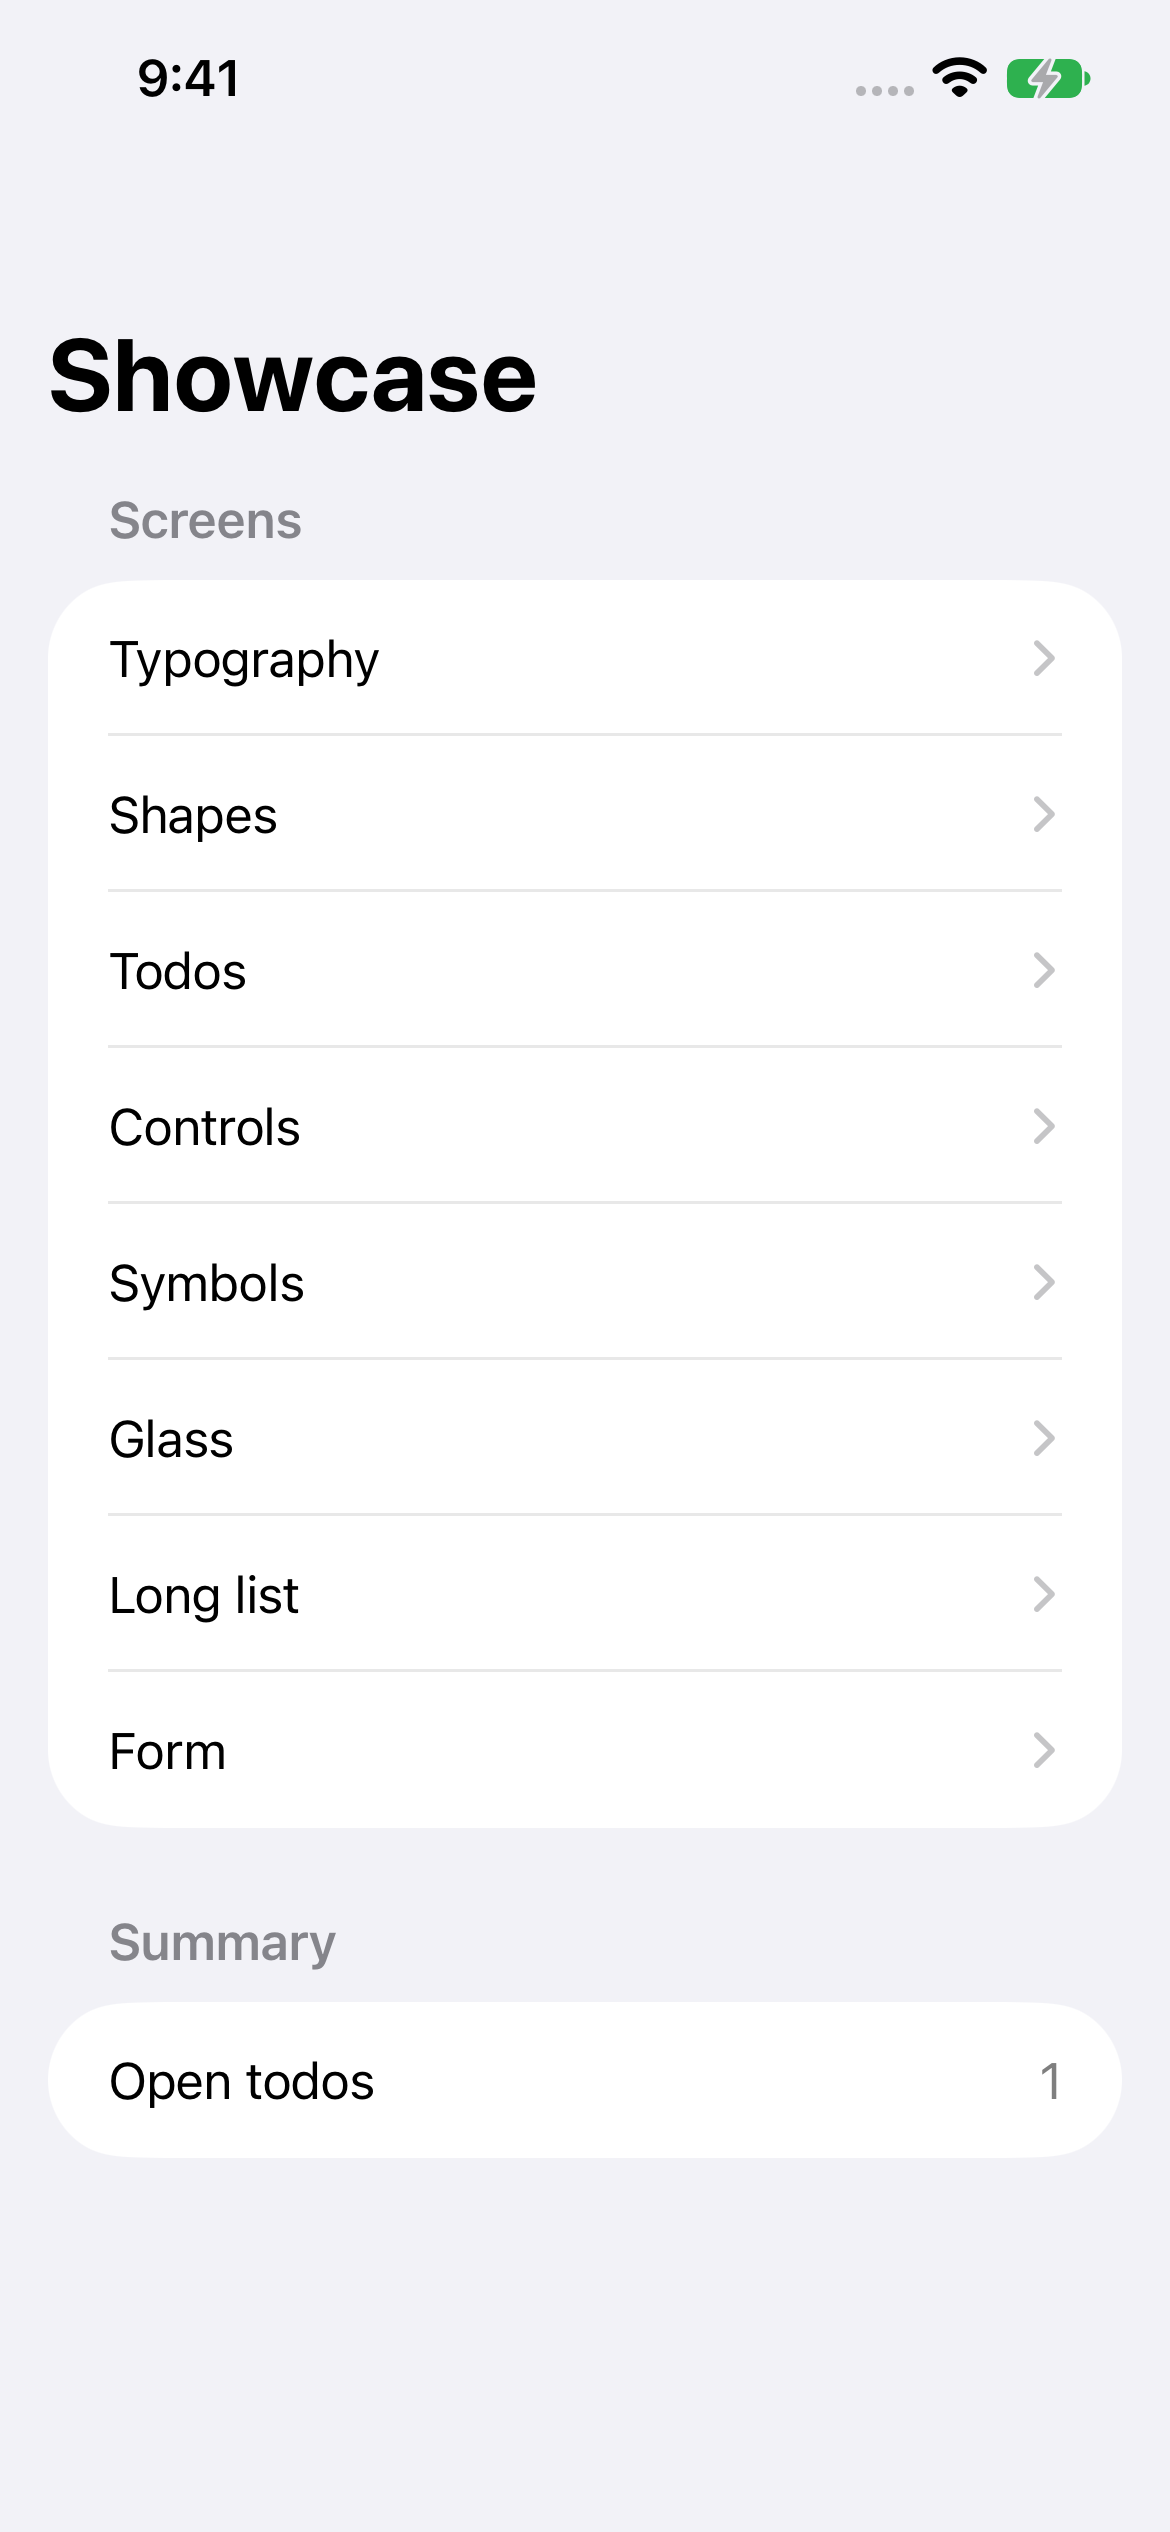 9:41
Showcase
Screens
Typography
Shapes
Todos
Controls
Symbols
Glass
Long list
Form
Summary
Open todos 1